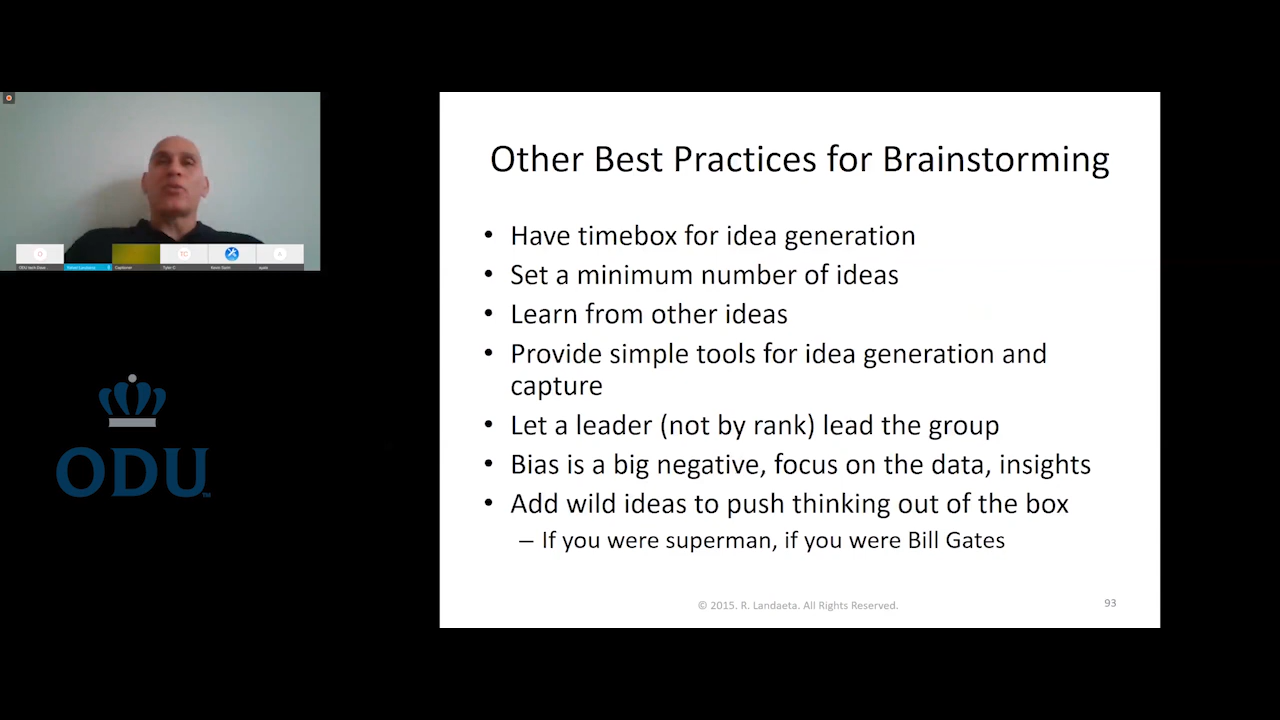 Other Best Practices for Brainstorming
• Have timebox for idea generation
• Set a minimum number of ideas
• Learn from other ideas
• Provide simple tools for idea generation and
capture
• Let a leader (not by rank) lead the group
• Bias is a big negative, focus on the data, insights
• Add wild ideas to push thinking out of the box
– If you were superman, if you were Bill Gates
© 2015. R. Landaeta. All Rights Reserved.
93
ODU
TC
Captioner
Tyler C